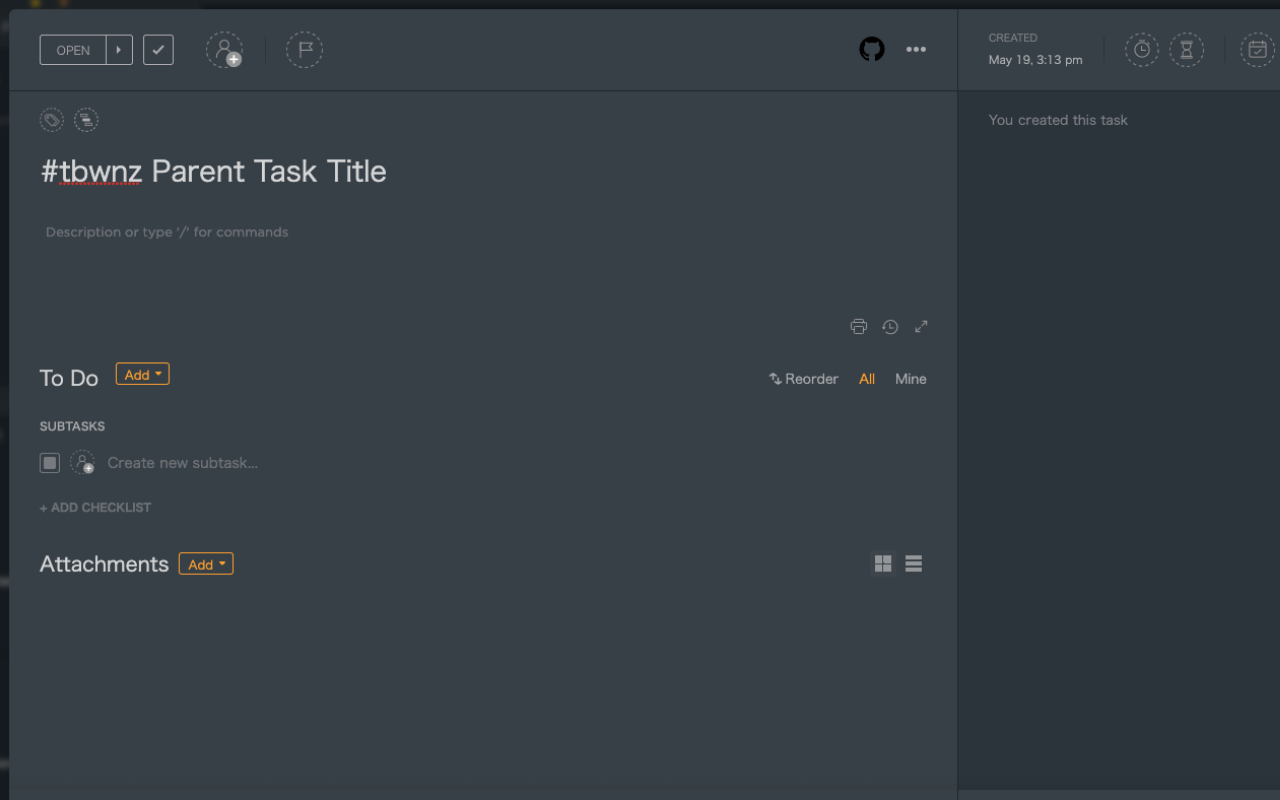 OPEN
CREATED
May 19, 3:13 pm
You created this task
#tbwnz Parent Task Title
Description or type '/' for commands
To Do Add
Reorder All Mine
SUBTASKS
Create new subtask...
+ ADD CHECKLIST
Attachments Add